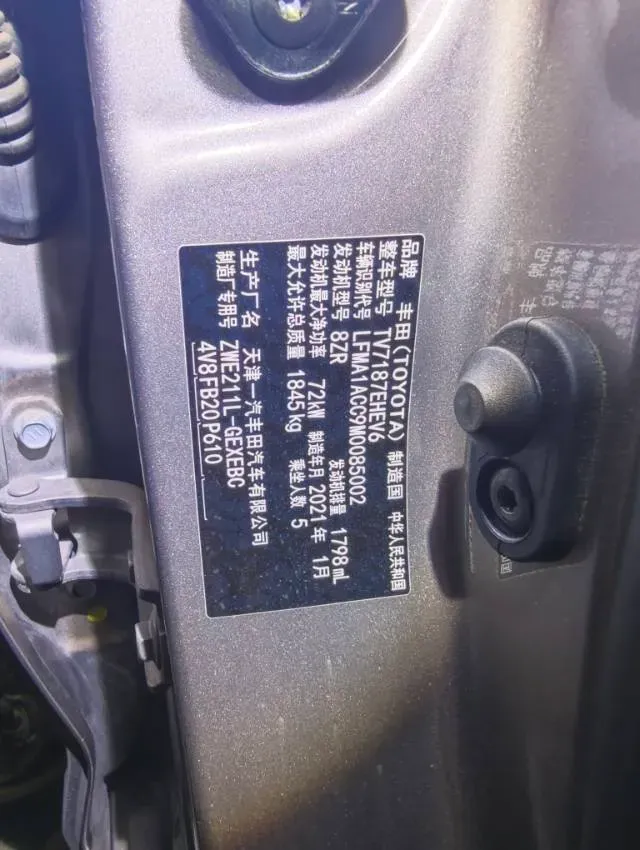 品牌 丰田(TOYOTA) 制造国 中华人民共和国
整车型号 TV7187EHEV6
车辆识别代号 LFMA1ACC9M0085002
发动机型号 8ZR 发动机排量 1798mL
发动机最大净功率 72kW 制造年月 2021年 1月
最大允许总质量 1845kg 乘坐人数 5
生产厂名 天津一汽丰田汽车有限公司
制造厂专用号 ZWE211L-GEXEBC
4V8FB20P610
N